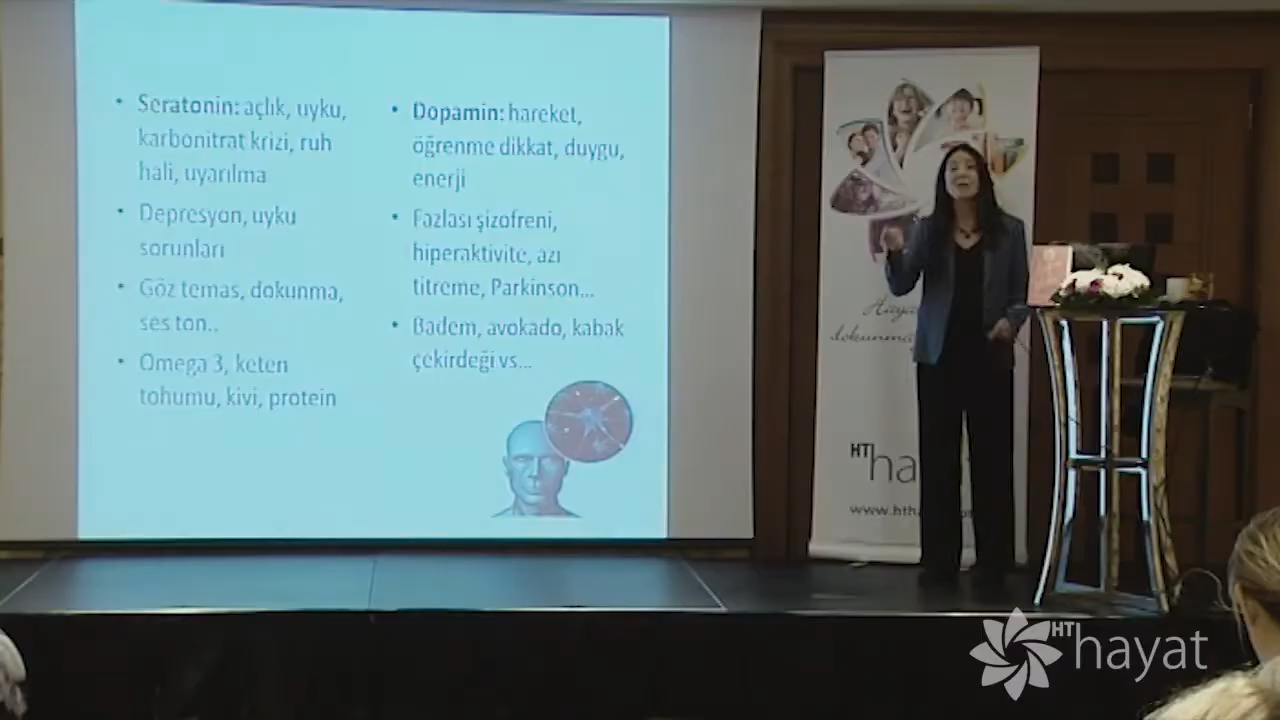 • Seratonin: açlık, uyku,
karbonitrat krizi, ruh
hali, uyarılma
• Depresyon, uyku
sorunları
• Göz temas, dokunma,
ses ton..
• Omega 3, keten
tohumu, kivi, protein
• Dopamin: hareket,
öğrenme dikkat, duygu,
enerji
• Fazlası şizofreni,
hiperaktivite, azı
titreme, Parkinson...
• Badem, avokado, kabak
çekirdeği vs...
HT
ha
HT
hayat